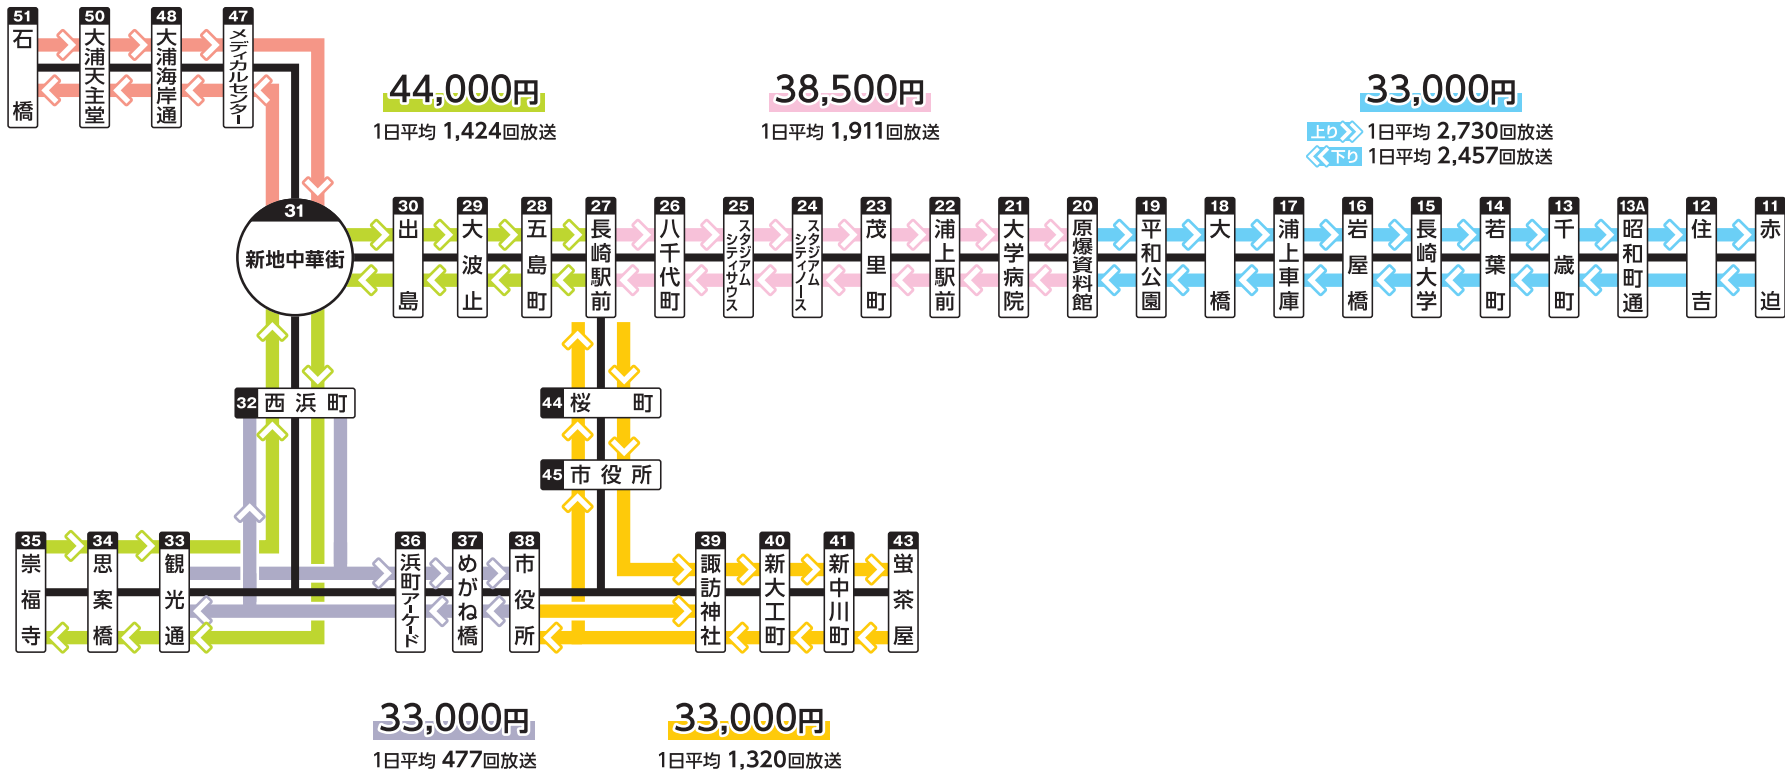 51 石橋
50 大浦天主堂
48 大浦海岸通
47 メディカルセンター
44,000円
1日平均 1,424回放送
38,500円
1日平均 1,911回放送
33,000円
上り 1日平均 2,730回放送
下り 1日平均 2,457回放送
31 新地中華街
30 出島
29 大波止
28 五島町
27 長崎駅前
26 八千代町
25 スタジアムシティサウス
24 スタジアムシティノース
23 茂里町
22 浦上駅前
21 大学病院
20 原爆資料館
19 平和公園
18 大橋
17 浦上車庫
16 岩屋橋
15 長崎大学
14 若葉町
13 千歳町
13A 昭和町通
12 住吉
11 赤迫
32 西浜町
44 桜町
45 市役所
35 崇福寺
34 思案橋
33 観光通
36 浜町アーケード
37 めがね橋
38 市役所
39 諏訪神社
40 新大工町
41 新中川町
43 蛍茶屋
33,000円
1日平均 477回放送
33,000円
1日平均 1,320回放送